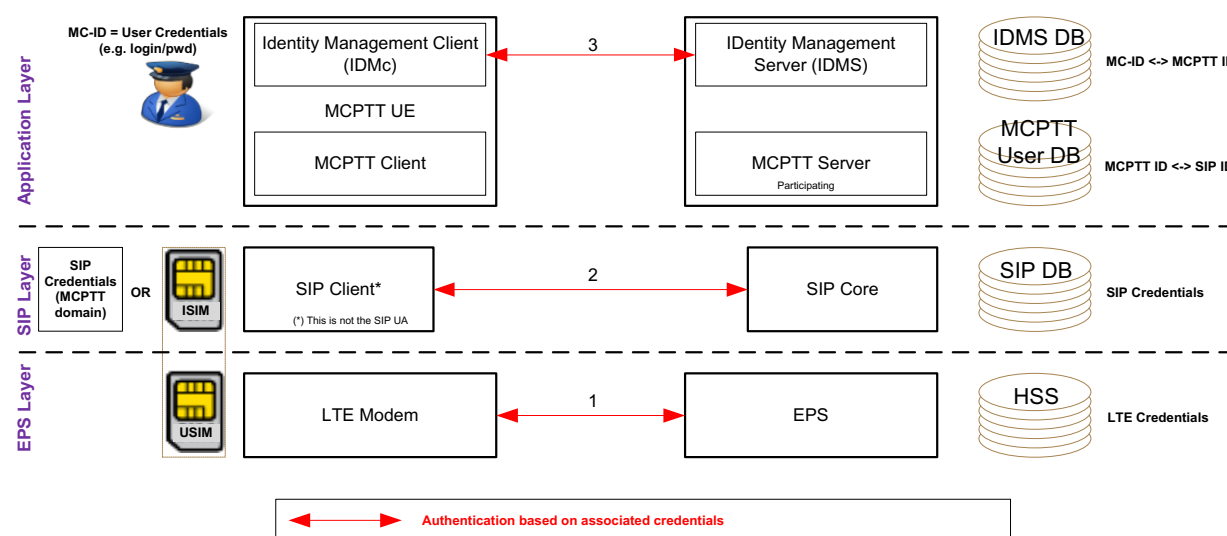 MC-ID = User Credentials
(e.g. login/pwd)
Identity Management Client
(IDMc)
3
IDentity Management
Server (IDMS)
IDMS DB
MC-ID <-> MCPTT I
Application Layer
MCPTT UE
MCPTT Client
MCPTT Server
Participating
MCPTT
User DB
MCPTT ID <-> SIP I
SIP Layer
SIP
Credentials
(MCPTT
domain)
OR
ISIM
SIP Client*
(*) This is not the SIP UA
2
SIP Core
SIP DB
SIP Credentials
EPS Layer
USIM
LTE Modem
1
EPS
HSS
LTE Credentials
Authentication based on associated credentials